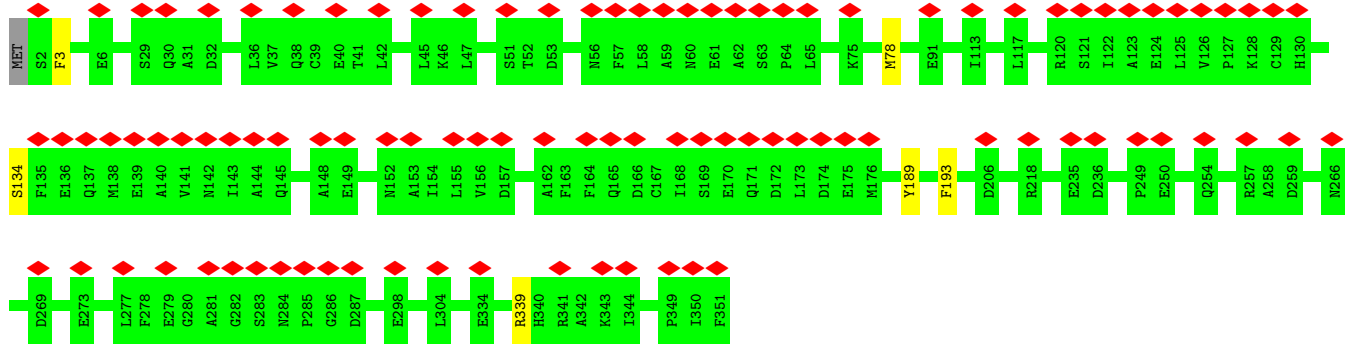 MET S2 F3 E6 S29 Q30 A31 D32 L36 V37 Q38 C39 E40 T41 L42 L45 K46 L47 S51 T52 D53 N56 F57 L58 A59 N60 E61 A62 S63 P64 L65 K75 M78 E91 I113 L117 R120 S121 I122 A123 E124 L125 V126 P127 K128 C129 H130
S134 F135 E136 Q137 M138 E139 A140 V141 N142 I143 A144 Q145 A148 E149 N152 A153 I154 L155 V156 D157 A162 F163 F164 Q165 D166 C167 I168 S169 E170 Q171 D172 L173 D174 E175 M176 Y189 F193 D206 R218 E235 D236 P249 E250 Q254 R257 A258 D259 N266
D269 E273 L277 F278 E279 G280 A281 G282 S283 N284 P285 G286 D287 E298 L304 E334 R339 H340 R341 A342 K343 I344 P349 I350 F351